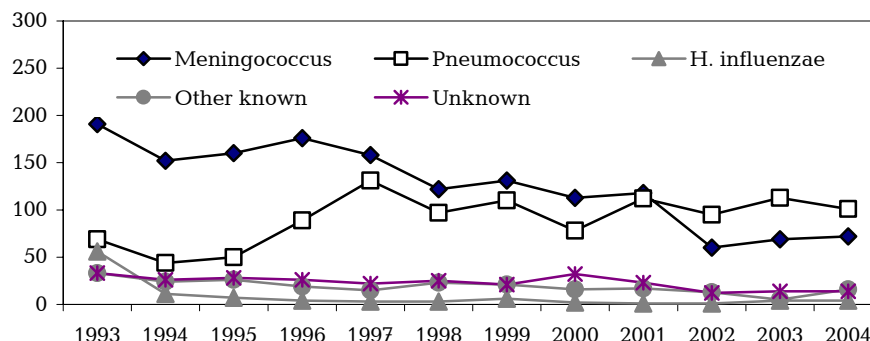 300
250
200
150
100
50
0
Meningococcus Pneumococcus H. influenzae
Other known Unknown
1993 1994 1995 1996 1997 1998 1999 2000 2001 2002 2003 2004